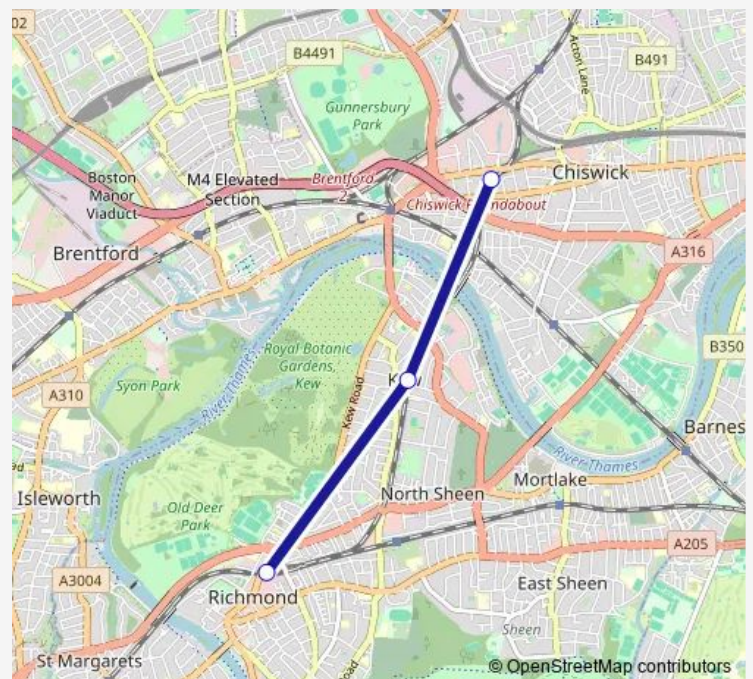 02
B4491
Acton Lane
B491
Gunnersbury
Park
Boston
Manor
Viaduct
M4 Elevated
Section
Brentford
2
Chiswick
Brentford
A316
River Thames
Royal Botanic
Gardens,
Kew
Kew Road
B350
Syon Park
A310
Barnes
River Thames
Isleworth
North Sheen
Mortlake
Old Deer
Park
A205
A3004
Richmond
East Sheen
Sheen
St Margarets
Road
© OpenStreetMap contributors